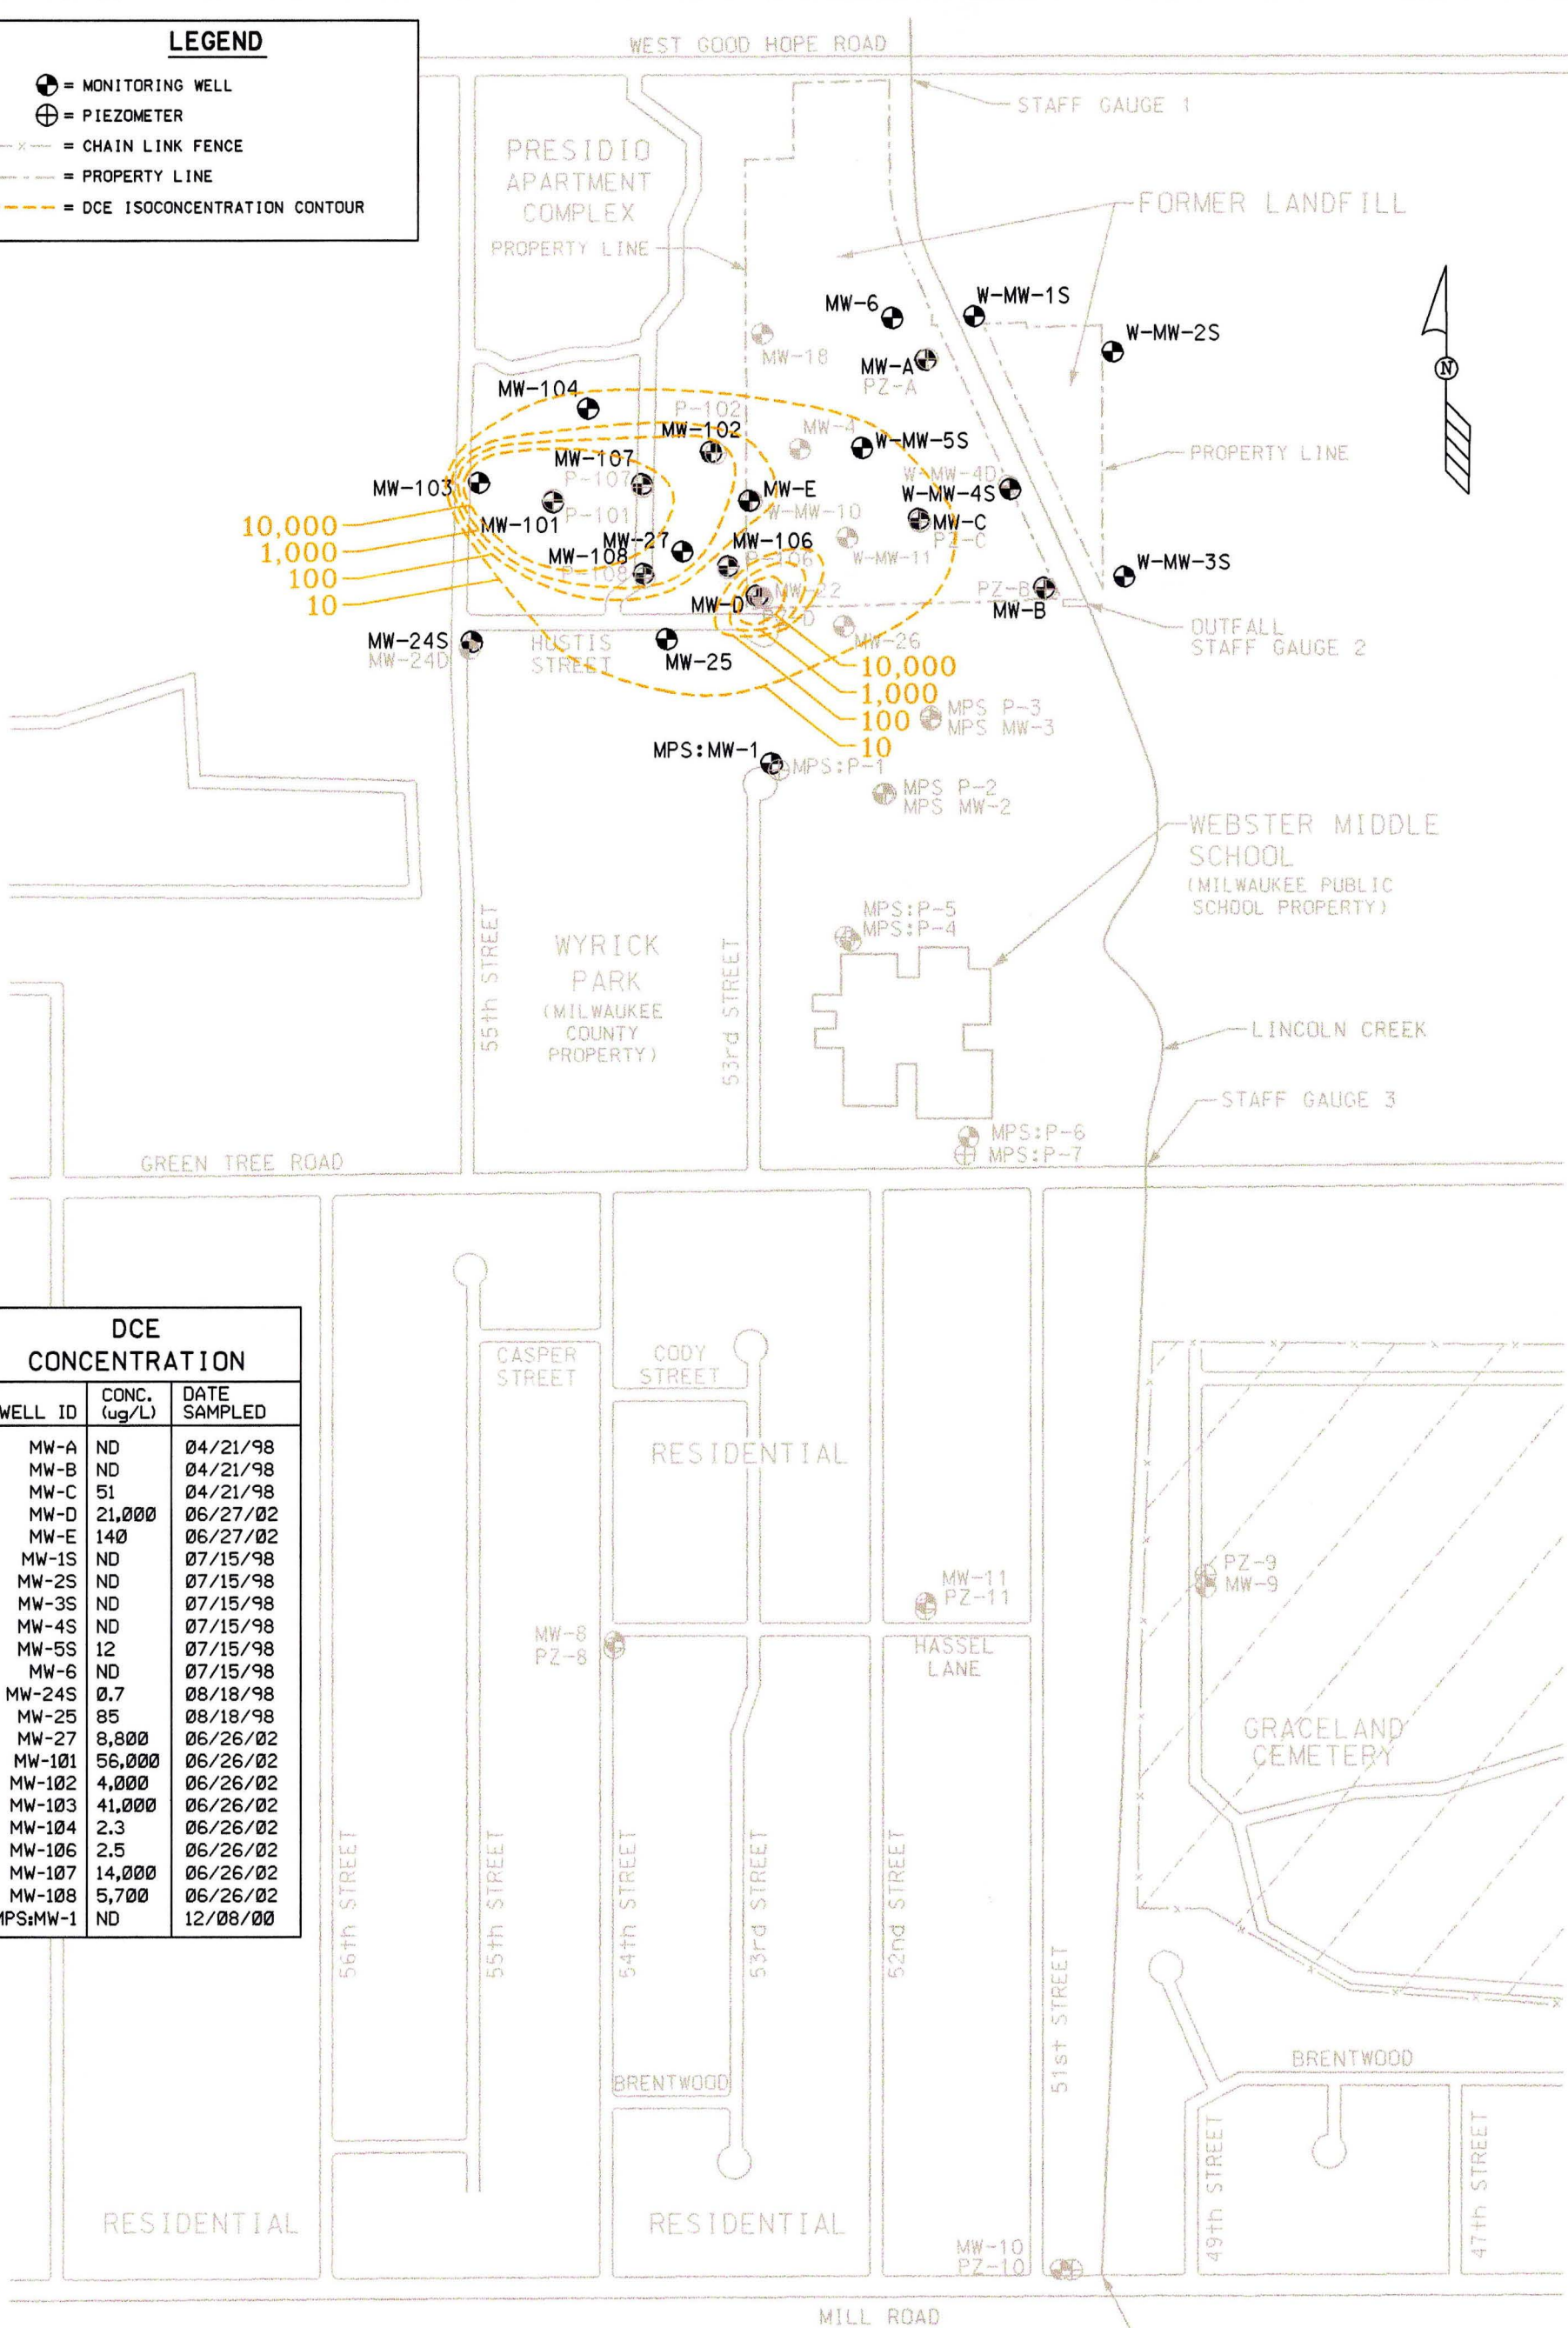 LEGEND
= MONITORING WELL
= PIEZOMETER
= CHAIN LINK FENCE
= PROPERTY LINE
= DCE ISOCONCENTRATION CONTOUR
WEST GOOD HOPE ROAD
STAFF GAUGE 1
PRESIDIO
APARTMENT
COMPLEX
PROPERTY LINE
FORMER LANDFILL
N
MW-6
W-MW-1S
W-MW-2S
MW-18
MW-A
PZ-A
MW-104
P-102
MW-102
MW-4
W-MW-5S
PROPERTY LINE
MW-107
P-107
W-MW-4D
W-MW-4S
MW-103
MW-E
W-MW-10
P-101
MW-101
MW-C
PZ-C
10,000
1,000
100
10
MW-27
MW-106
P-106
MW-108
P-108
W-MW-11
W-MW-3S
PZ-B
MW-B
MW-D
MW-22
PZ-D
MW-26
OUTFALL
STAFF GAUGE 2
MW-24S
MW-24D
HUSTIS
STREET
MW-25
10,000
1,000
100
10
MPS P-3
MPS MW-3
MPS:MW-1
MPS:P-1
MPS P-2
MPS MW-2
WEBSTER MIDDLE
SCHOOL
(MILWAUKEE PUBLIC
SCHOOL PROPERTY)
MPS:P-5
MPS:P-4
55th STREET
WYRICK
PARK
(MILWAUKEE
COUNTY
PROPERTY)
53rd STREET
LINCOLN CREEK
STAFF GAUGE 3
MPS:P-6
MPS:P-7
GREEN TREE ROAD
DCE
CONCENTRATION
WELL ID CONC. (ug/L) DATE SAMPLED
MW-A ND 04/21/98
MW-B ND 04/21/98
MW-C 51 04/21/98
MW-D 21,000 06/27/02
MW-E 140 06/27/02
MW-1S ND 07/15/98
MW-2S ND 07/15/98
MW-3S ND 07/15/98
MW-4S ND 07/15/98
MW-5S 12 07/15/98
MW-6 ND 07/15/98
MW-24S 0.7 08/18/98
MW-25 85 08/18/98
MW-27 8,800 06/26/02
MW-101 56,000 06/26/02
MW-102 4,000 06/26/02
MW-103 41,000 06/26/02
MW-104 2.3 06/26/02
MW-106 2.5 06/26/02
MW-107 14,000 06/26/02
MW-108 5,700 06/26/02
MPS:MW-1 ND 12/08/00
CASPER
STREET
CODY
STREET
RESIDENTIAL
MW-11
PZ-11
PZ-9
MW-9
MW-8
PZ-8
HASSEL
LANE
GRACELAND
CEMETERY
56th STREET
55th STREET
54th STREET
53rd STREET
52nd STREET
51st STREET
BRENTWOOD
BRENTWOOD
49th STREET
47th STREET
RESIDENTIAL
RESIDENTIAL
MW-10
PZ-10
MILL ROAD